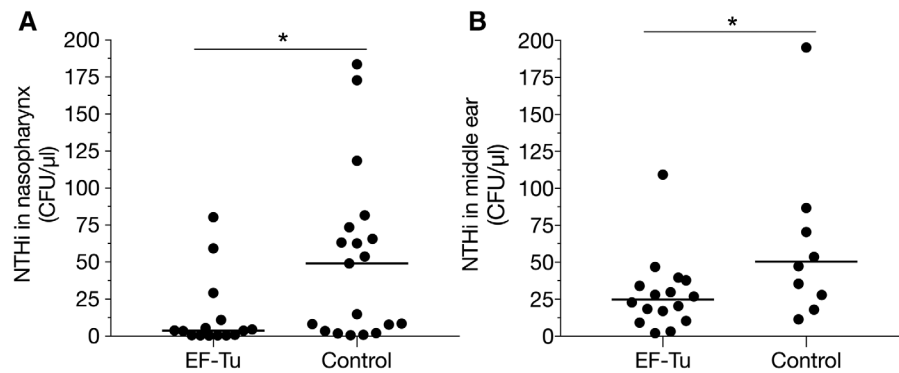 A
NTHi in nasopharynx
(CFU/µl)
200
175
150
125
100
75
50
25
0
*
EF-Tu
Control
B
NTHi in middle ear
(CFU/µl)
200
175
150
125
100
75
50
25
0
*
EF-Tu
Control